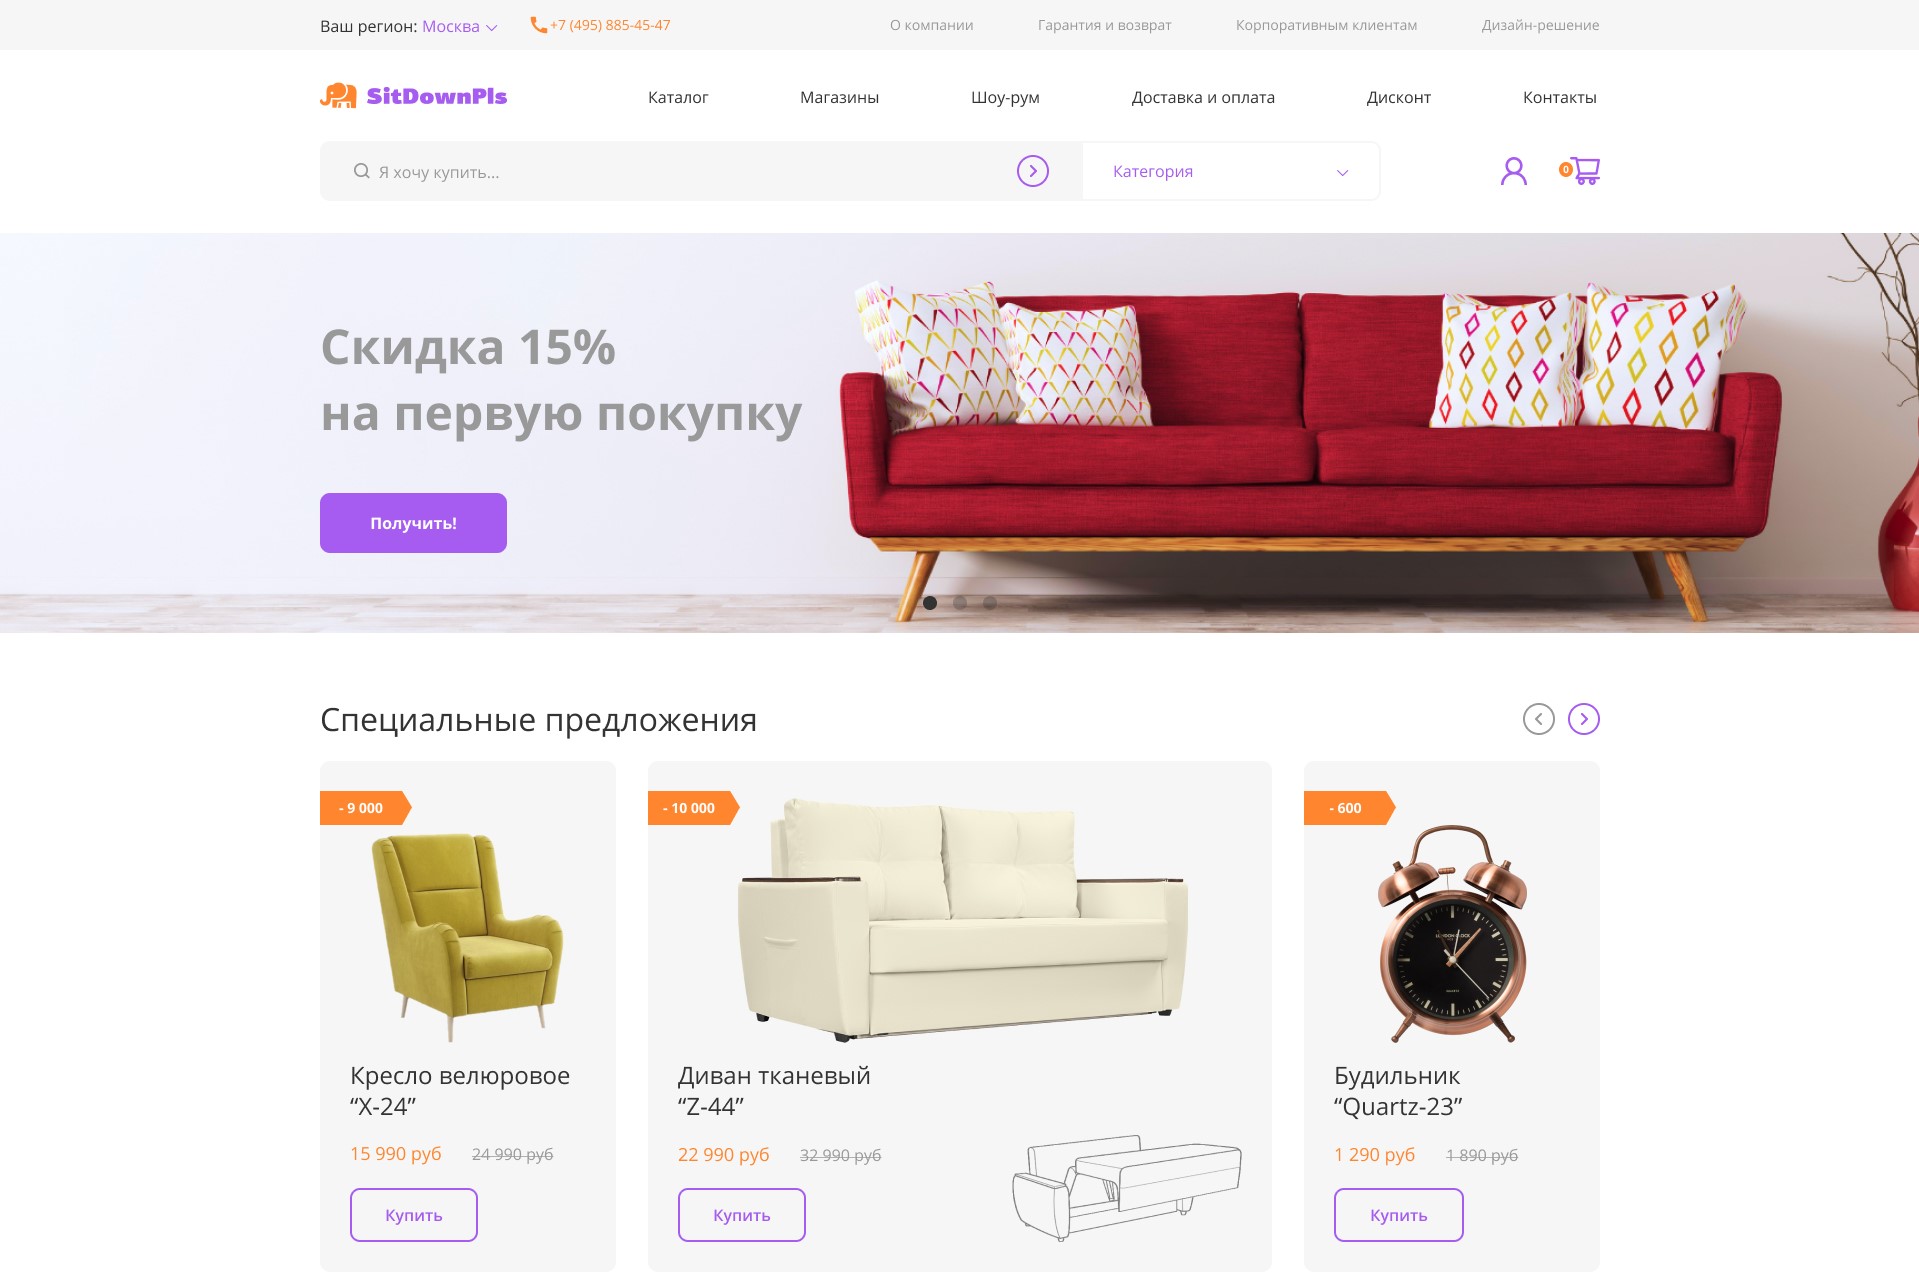 Ваш регион: Москва
+7 (495) 885-45-47
О компании
Гарантия и возврат
Корпоративным клиентам
Дизайн-решение
SitDownPls
Каталог
Магазины
Шоу-рум
Доставка и оплата
Дисконт
Контакты
Я хочу купить...
Категория
0
Скидка 15%
на первую покупку
Получить!
Специальные предложения
- 9 000
Кресло велюровое
“X-24”
15 990 руб 24 990 руб
Купить
- 10 000
Диван тканевый
“Z-44”
22 990 руб 32 990 руб
Купить
- 600
Будильник
“Quartz-23”
1 290 руб 1 890 руб
Купить